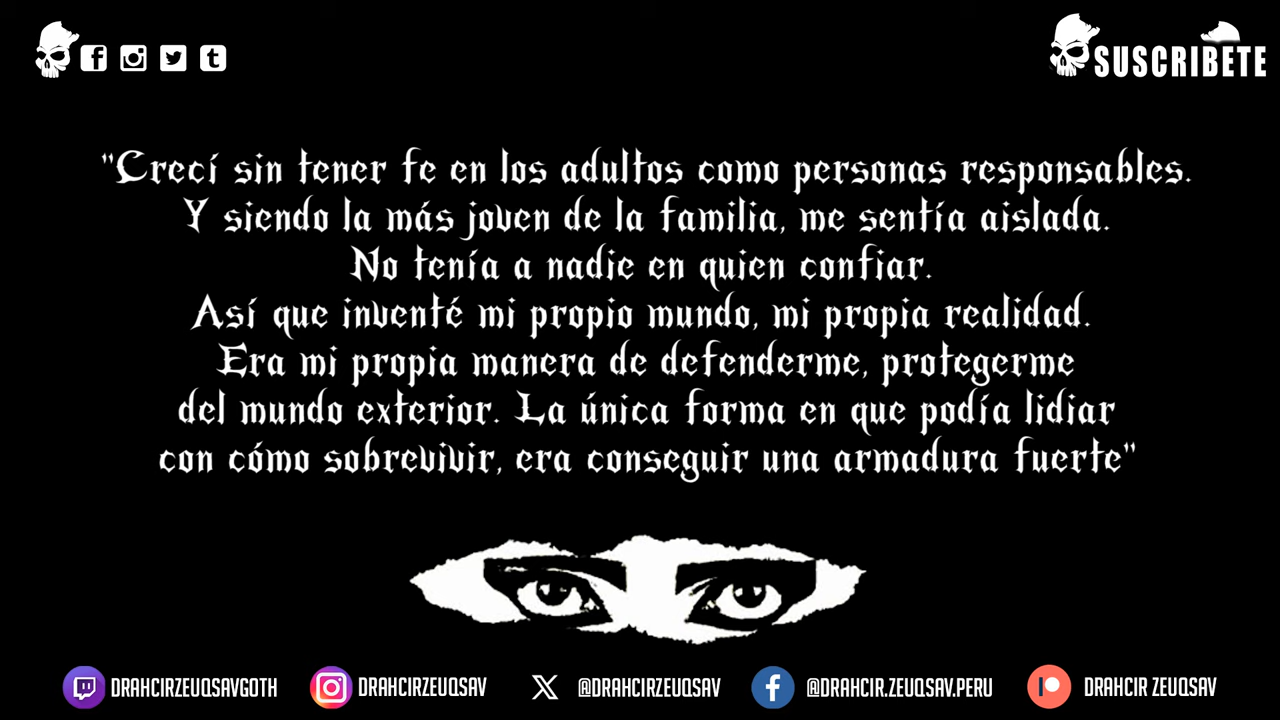 SUSCRIBETE
"Crecí sin tener fe en los adultos como personas responsables.
Y siendo la más joven de la familia, me sentía aislada.
No tenía a nadie en quien confiar.
Así que inventé mi propio mundo, mi propia realidad.
Era mi propia manera de defenderme, protegerme
del mundo exterior. La única forma en que podía lidiar
con cómo sobrevivir, era conseguir una armadura fuerte"
DRAHCIRZEUQSAVGOTH
DRAHCIRZEUQSAV
@DRAHCIRZEUQSAV
@DRAHCIR.ZEUQSAV.PERU
DRAHCIR ZEUQSAV